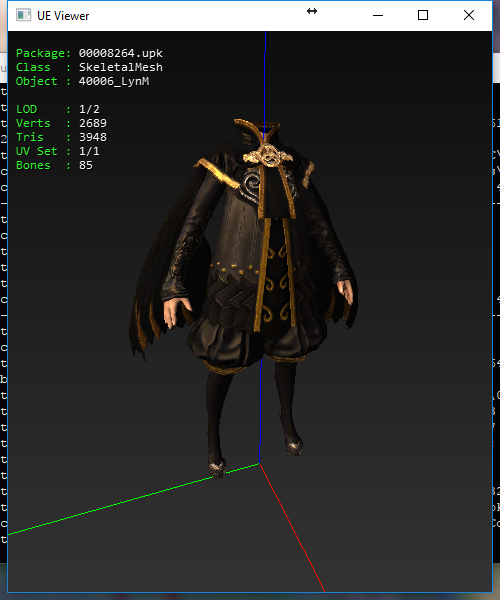 UE Viewer
Package: 00008264.upk
Class : SkeletalMesh
Object : 40006_LynM
LOD : 1/2
Verts : 2689
Tris : 3948
UV Set : 1/1
Bones : 85